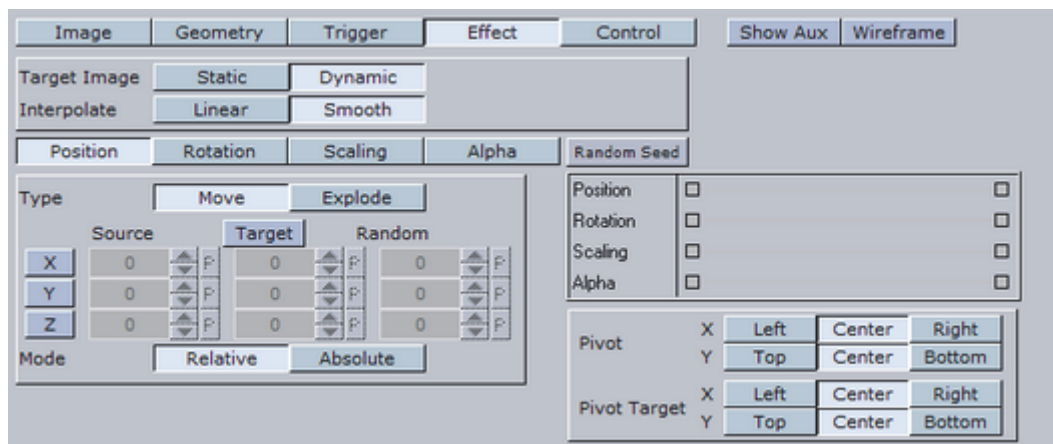 Image Geometry Trigger Effect Control Show Aux Wireframe
Target Image Static Dynamic
Interpolate Linear Smooth
Position Rotation Scaling Alpha Random Seed
Type Move Explode
Source Target Random
X 0 P 0 P 0 P
Y 0 P 0 P 0 P
Z 0 P 0 P 0 P
Mode Relative Absolute
Position
Rotation
Scaling
Alpha
Pivot X Left Center Right
Y Top Center Bottom
Pivot Target X Left Center Right
Y Top Center Bottom